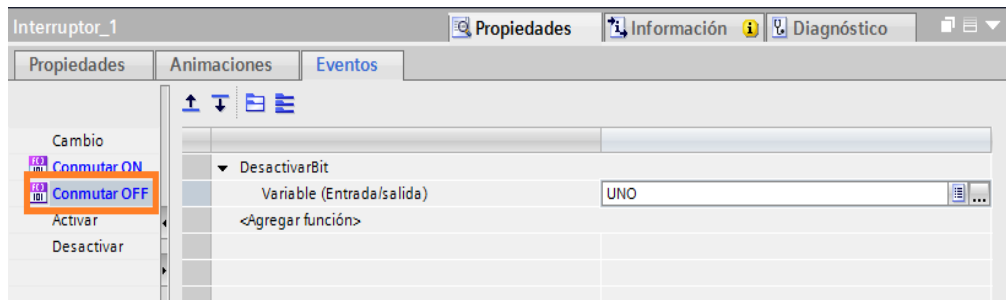 Interruptor_1 Propiedades Información Diagnóstico
Propiedades Animaciones Eventos
Cambio
Conmutar ON
Conmutar OFF
Activar
Desactivar
DesactivarBit
Variable (Entrada/salida) UNO ...
<Agregar función>